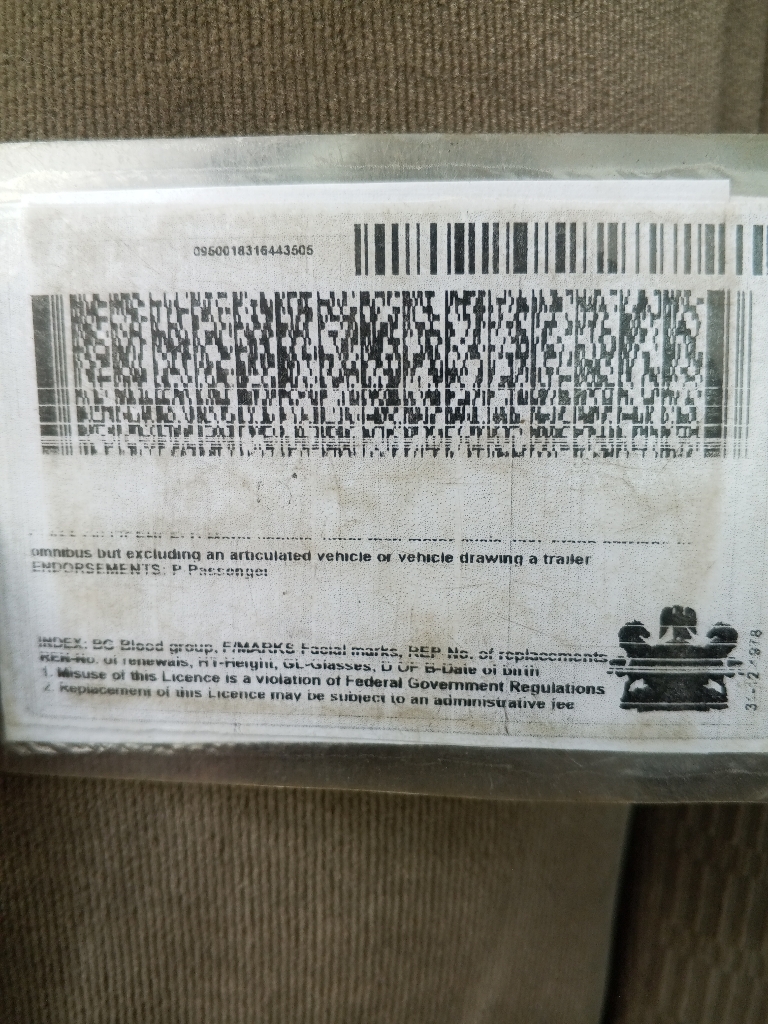 0950018316443505
omnibus but excluding an articulated vehicle or vehicle drawing a trailer
ENDORSEMENTS: P Passenger
INDEX: BG Blood group, F/MARKS Facial marks, REP No. of replacements
REN-No. of renewals, HT-Height, GL-Glasses, D OF B-Date of birth
1. Misuse of this Licence is a violation of Federal Government Regulations
2. Replacement of this Licence may be subject to an administrative fee